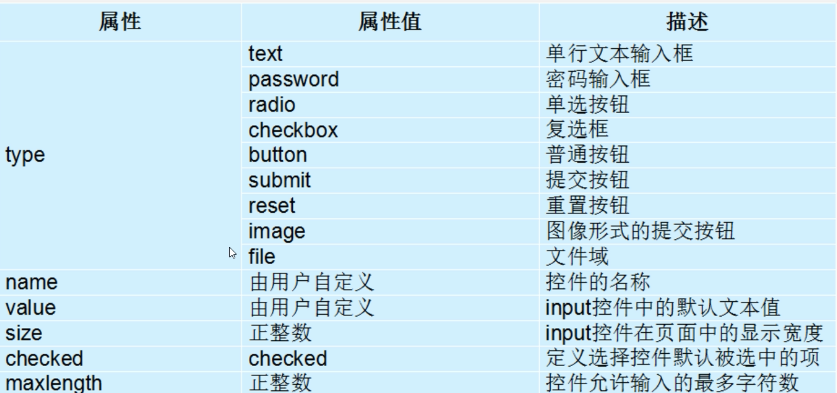 属性 属性值 描述
text 单行文本输入框
password 密码输入框
radio 单选按钮
checkbox 复选框
type button 普通按钮
submit 提交按钮
reset 重置按钮
image 图像形式的提交按钮
file 文件域
name 由用户自定义 控件的名称
value 由用户自定义 input控件中的默认文本值
size 正整数 input控件在页面中的显示宽度
checked checked 定义选择控件默认被选中的项
maxlength 正整数 控件允许输入的最多字符数